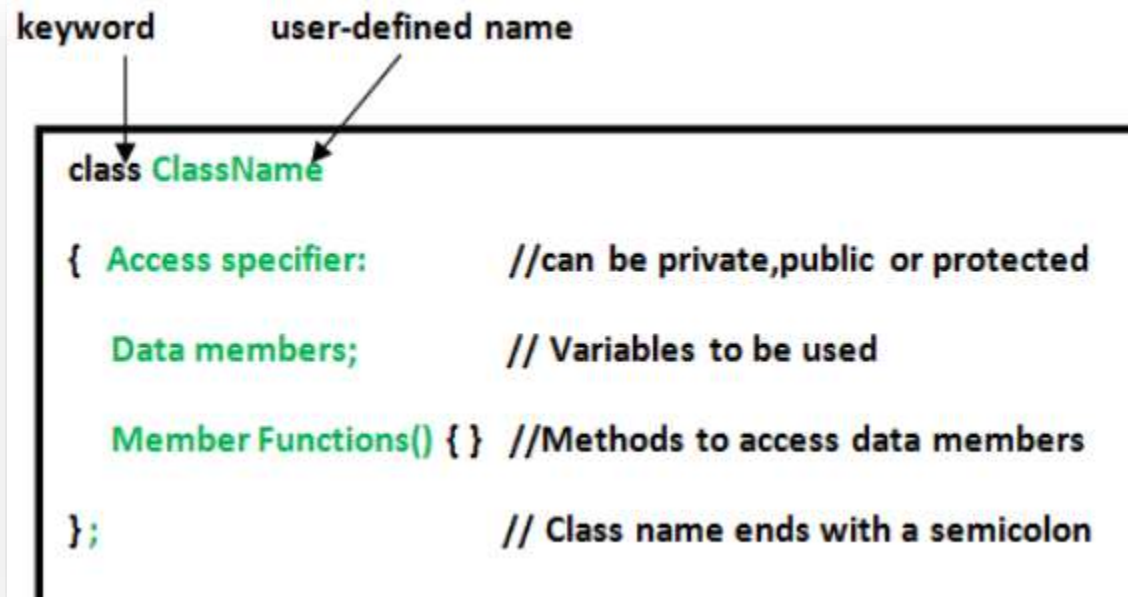 keyword user-defined name
class ClassName
{ Access specifier: //can be private,public or protected
Data members; // Variables to be used
Member Functions() { } //Methods to access data members
}; // Class name ends with a semicolon